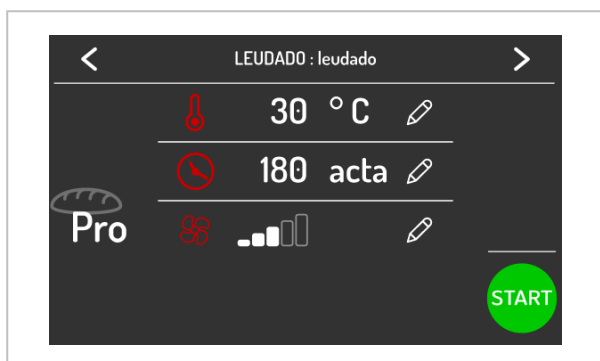 LEUDADO : leudado
30 °C
180 acta
Pro
START